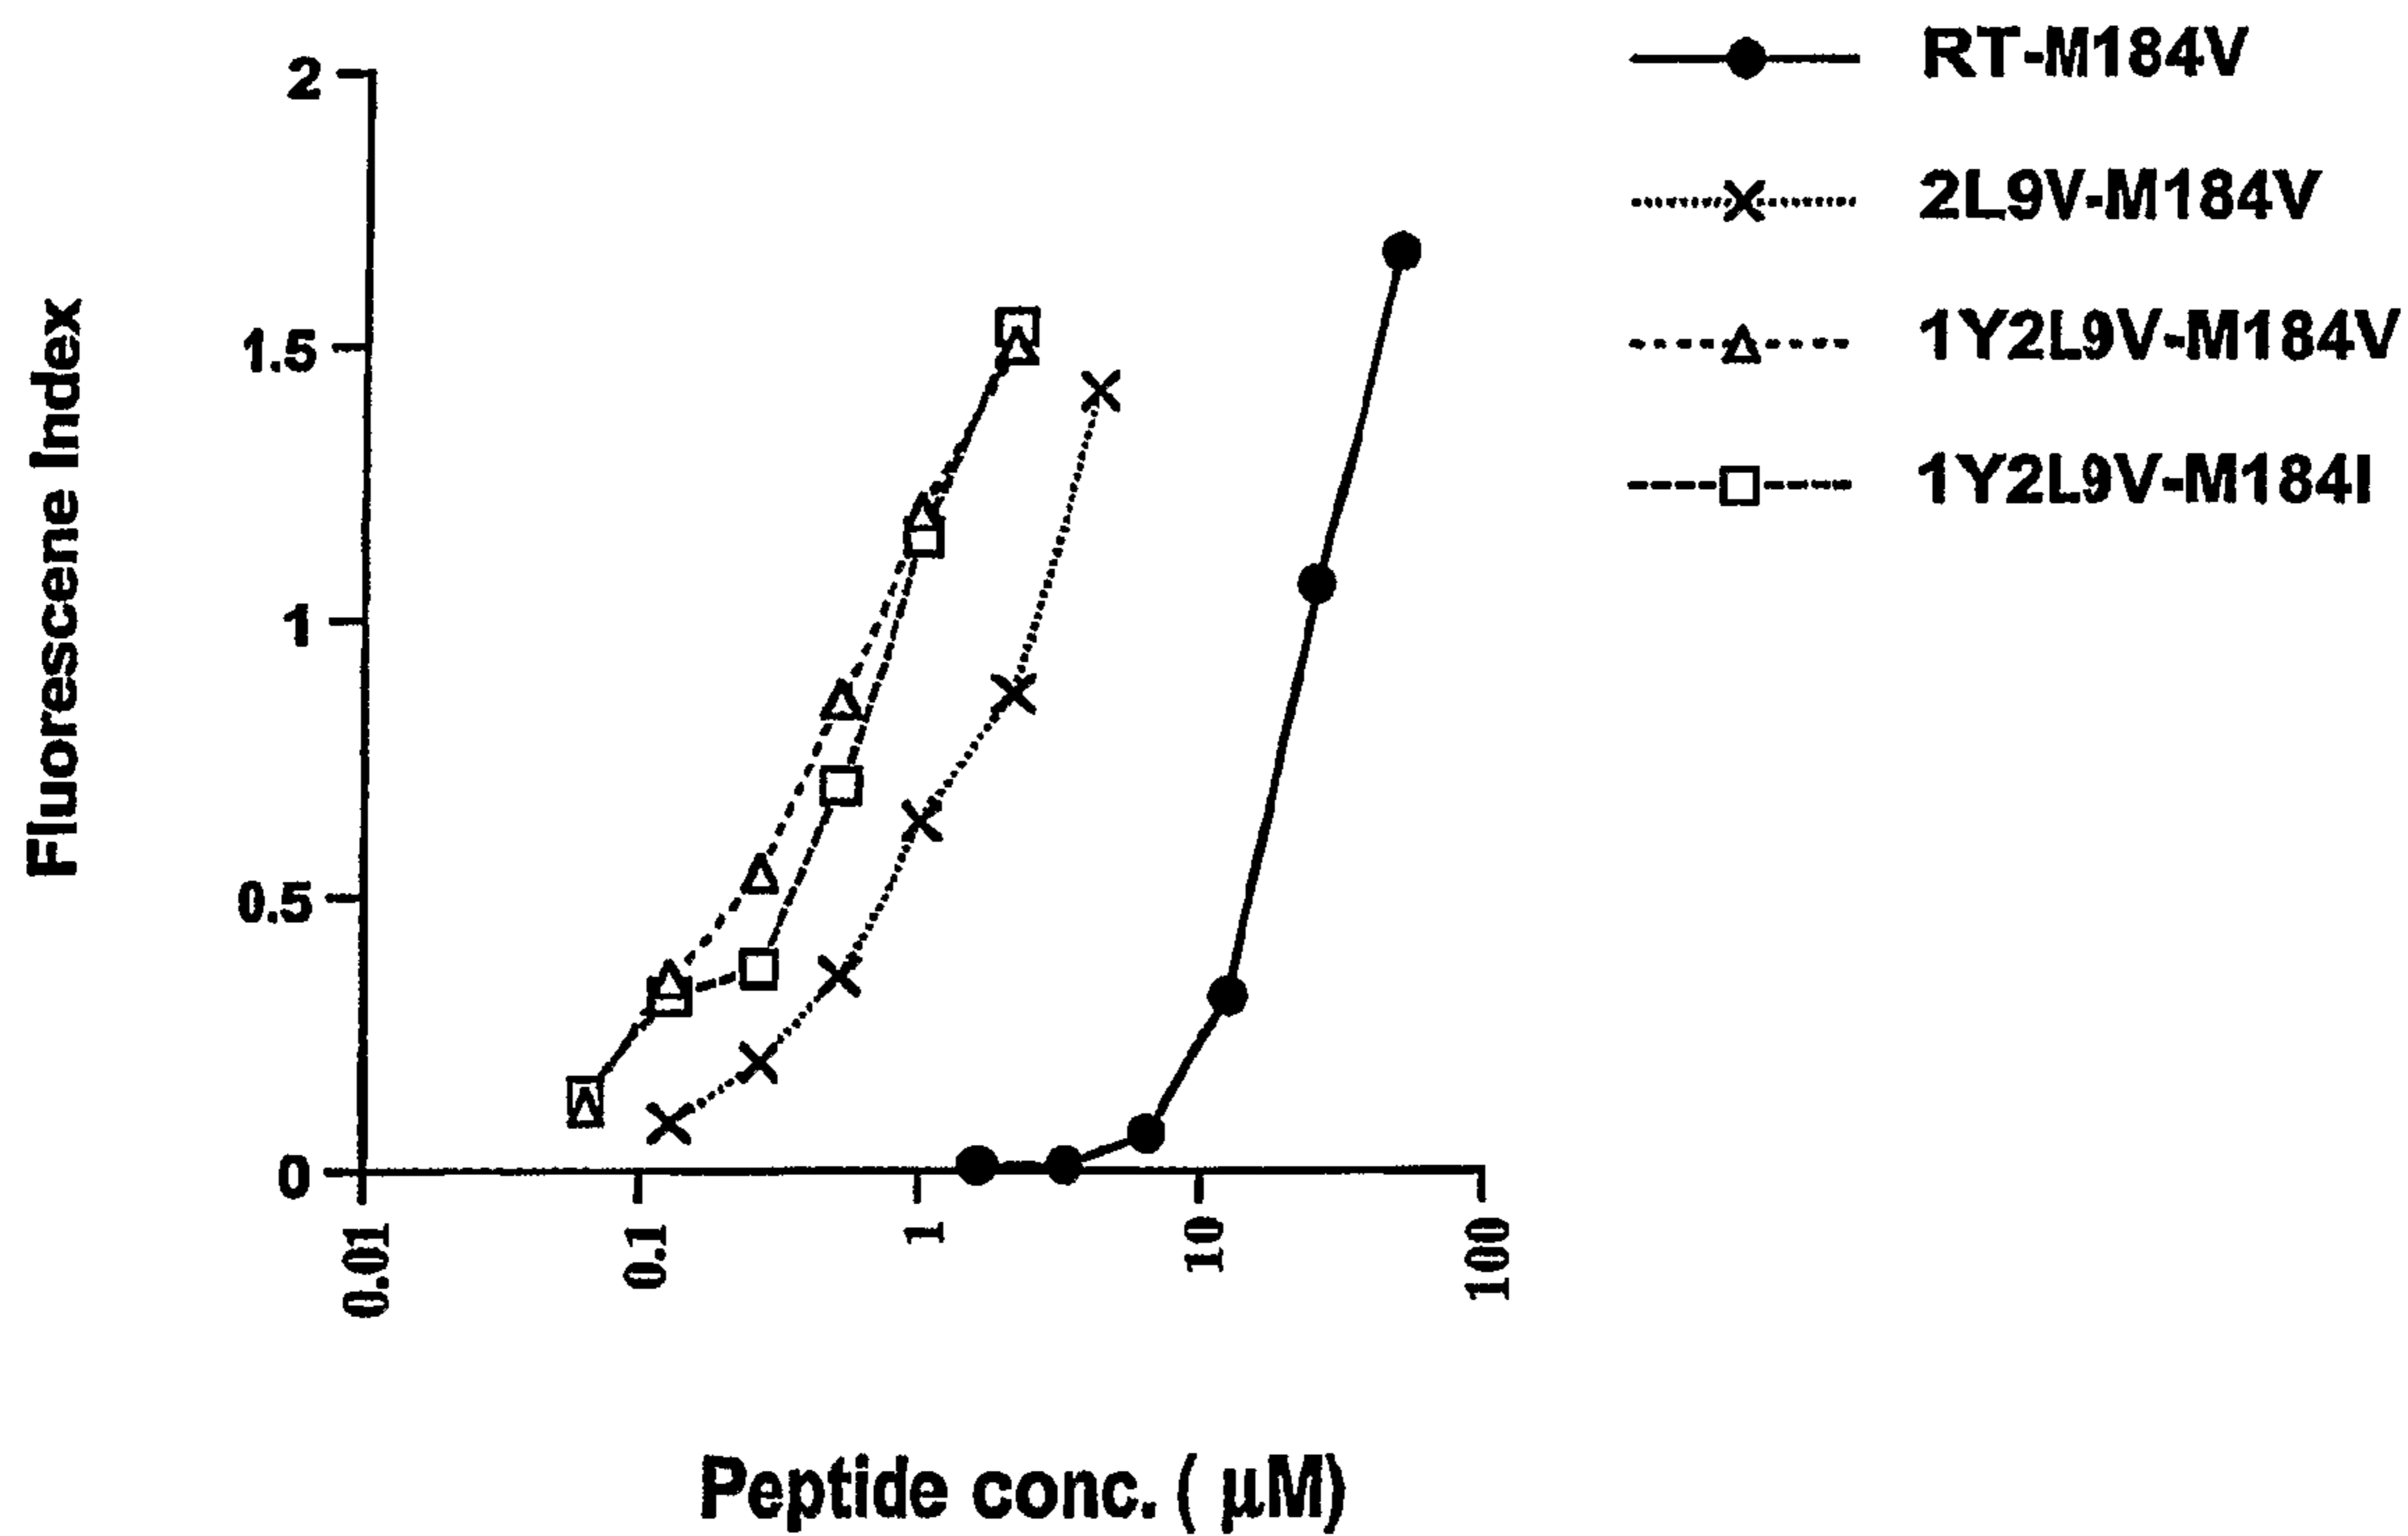 RT-M184V
2L9V-M184V
1Y2L9V-M184V
1Y2L9V-M184I
Fluorescene Index
2
1.5
1
0.5
0
0.01
0.1
1
10
100
Peptide conc. ( µM)